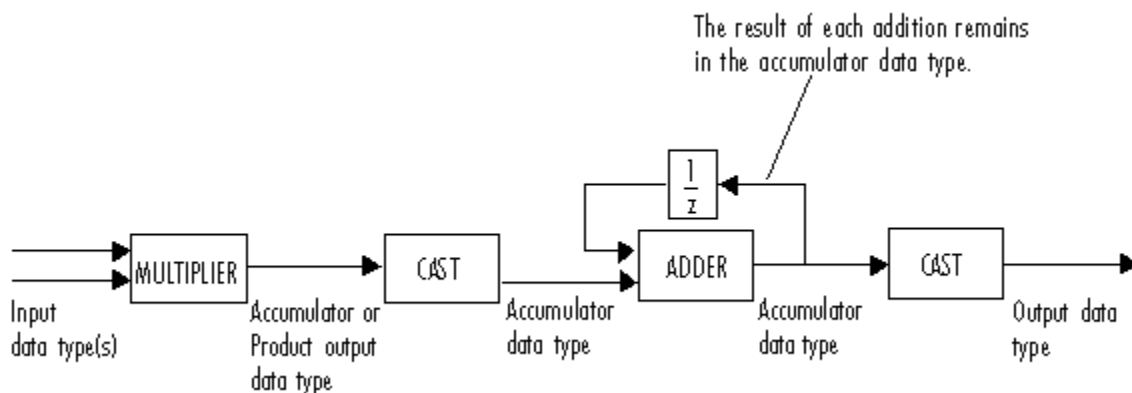 The result of each addition remains
in the accumulator data type.
1
z
MULTIPLIER
CAST
ADDER
CAST
Input
data type(s)
Accumulator or
Product output
data type
Accumulator
data type
Accumulator
data type
Output data
type